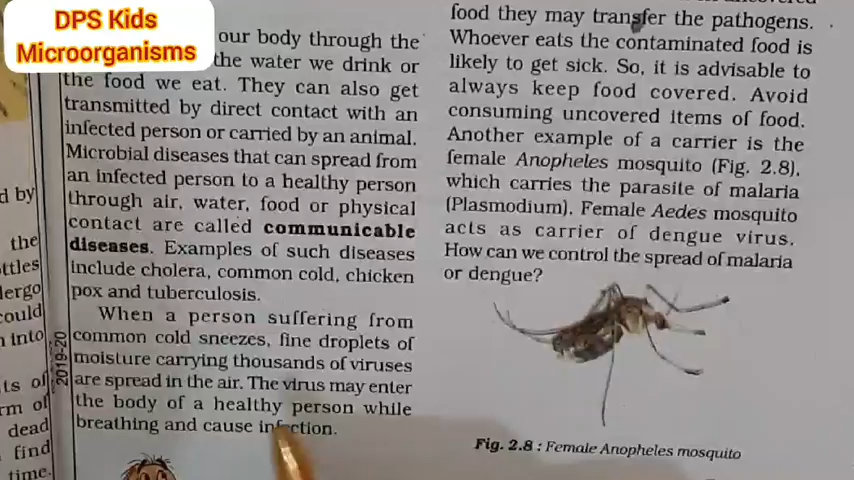 DPS Kids
Microorganisms
our body through the
the water we drink or
the food we eat. They can also get
transmitted by direct contact with an
infected person or carried by an animal.
Microbial diseases that can spread from
an infected person to a healthy person
through air, water, food or physical
contact are called communicable
diseases. Examples of such diseases
include cholera, common cold, chicken
pox and tuberculosis.
When a person suffering from
common cold sneezes, fine droplets of
moisture carrying thousands of viruses
are spread in the air. The virus may enter
the body of a healthy person while
breathing and cause infection.
food they may transfer the pathogens.
Whoever eats the contaminated food is
likely to get sick. So, it is advisable to
always keep food covered. Avoid
consuming uncovered items of food.
Another example of a carrier is the
female Anopheles mosquito (Fig. 2.8),
which carries the parasite of malaria
(Plasmodium). Female Aedes mosquito
acts as carrier of dengue virus.
How can we control the spread of malaria
or dengue?
Fig. 2.8 : Female Anopheles mosquito
2019-20
d by
the
ttles
lergo
could
n into
ts of
rm of
dead
find
time.